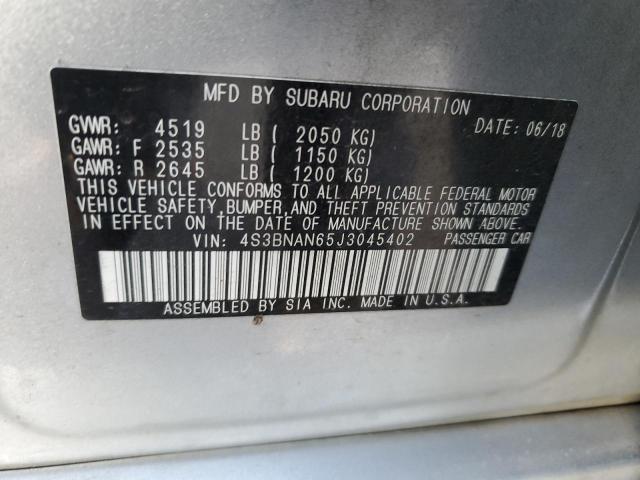 MFD BY SUBARU CORPORATION
GVWR: 4519 LB ( 2050 KG) DATE: 06/18
GAWR: F 2535 LB ( 1150 KG)
GAWR: R 2645 LB ( 1200 KG)
THIS VEHICLE CONFORMS TO ALL APPLICABLE FEDERAL MOTOR
VEHICLE SAFETY, BUMPER, AND THEFT PREVENTION STANDARDS
IN EFFECT ON THE DATE OF MANUFACTURE SHOWN ABOVE.
VIN: 4S3BNAN65J3045402 PASSENGER CAR
ASSEMBLED BY SIA INC. MADE IN U.S.A.